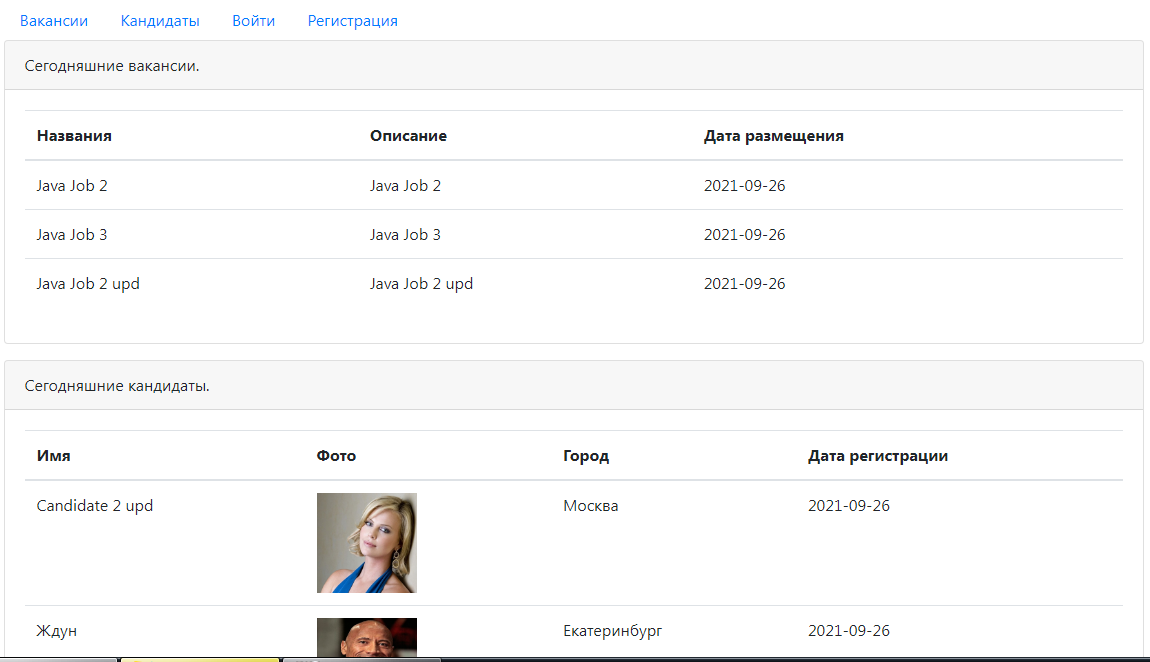 Вакансии Кандидаты Войти Регистрация
Сегодняшние вакансии.
Названия Описание Дата размещения
Java Job 2 Java Job 2 2021-09-26
Java Job 3 Java Job 3 2021-09-26
Java Job 2 upd Java Job 2 upd 2021-09-26
Сегодняшние кандидаты.
Имя Фото Город Дата регистрации
Candidate 2 upd Москва 2021-09-26
Ждун Екатеринбург 2021-09-26